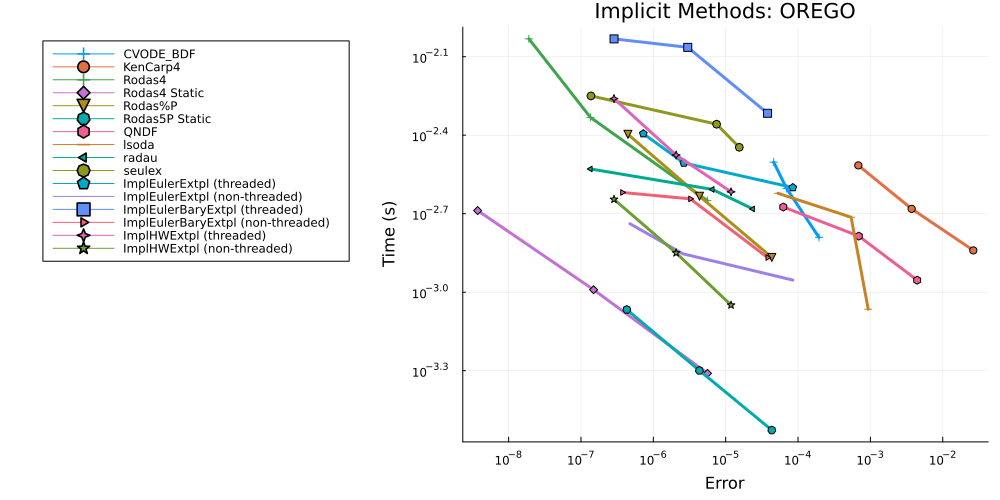 Implicit Methods: OREGO
CVODE_BDF
KenCarp4
Rodas4
Rodas4 Static
Rodas%P
Rodas5P Static
QNDF
lsoda
radau
seulex
ImplEulerExtpl (threaded)
ImplEulerExtpl (non-threaded)
ImplEulerBaryExtpl (threaded)
ImplEulerBaryExtpl (non-threaded)
ImplHWExtpl (threaded)
ImplHWExtpl (non-threaded)
Time (s)
10⁻²·¹
10⁻²·⁴
10⁻²·⁷
10⁻³·⁰
10⁻³·³
10⁻⁸ 10⁻⁷ 10⁻⁶ 10⁻⁵ 10⁻⁴ 10⁻³ 10⁻²
Error